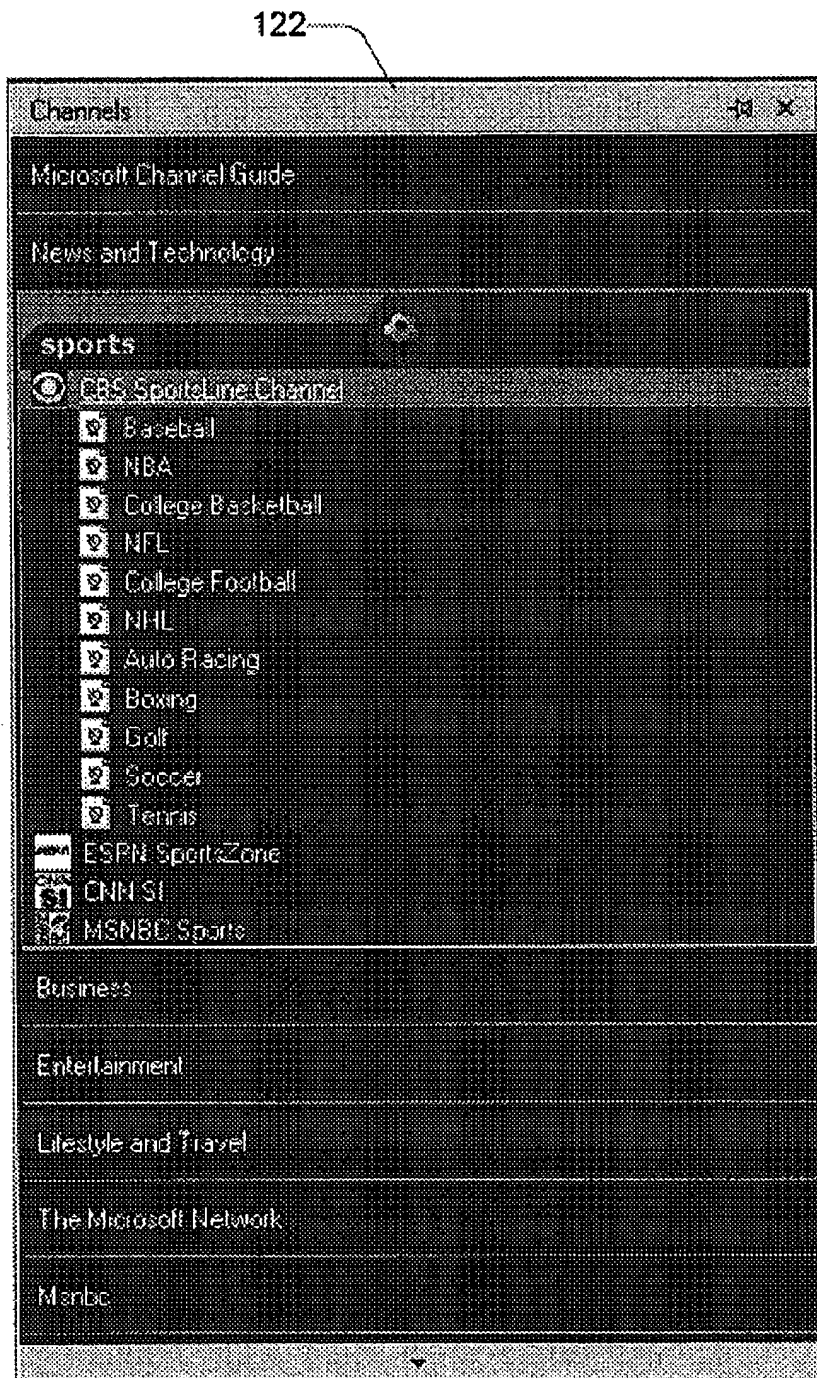 122
Channels
Microsoft Channel Guide
News and Technology
sports
CBS SportsLine Channel
Baseball
NBA
College Basketball
NFL
College Football
NHL
Auto Racing
Boxing
Golf
Soccer
Tennis
ESPN SportsZone
CNN SI
MSNBC Sports
Business
Entertainment
Lifestyle and Travel
The Microsoft Network
Msnbc